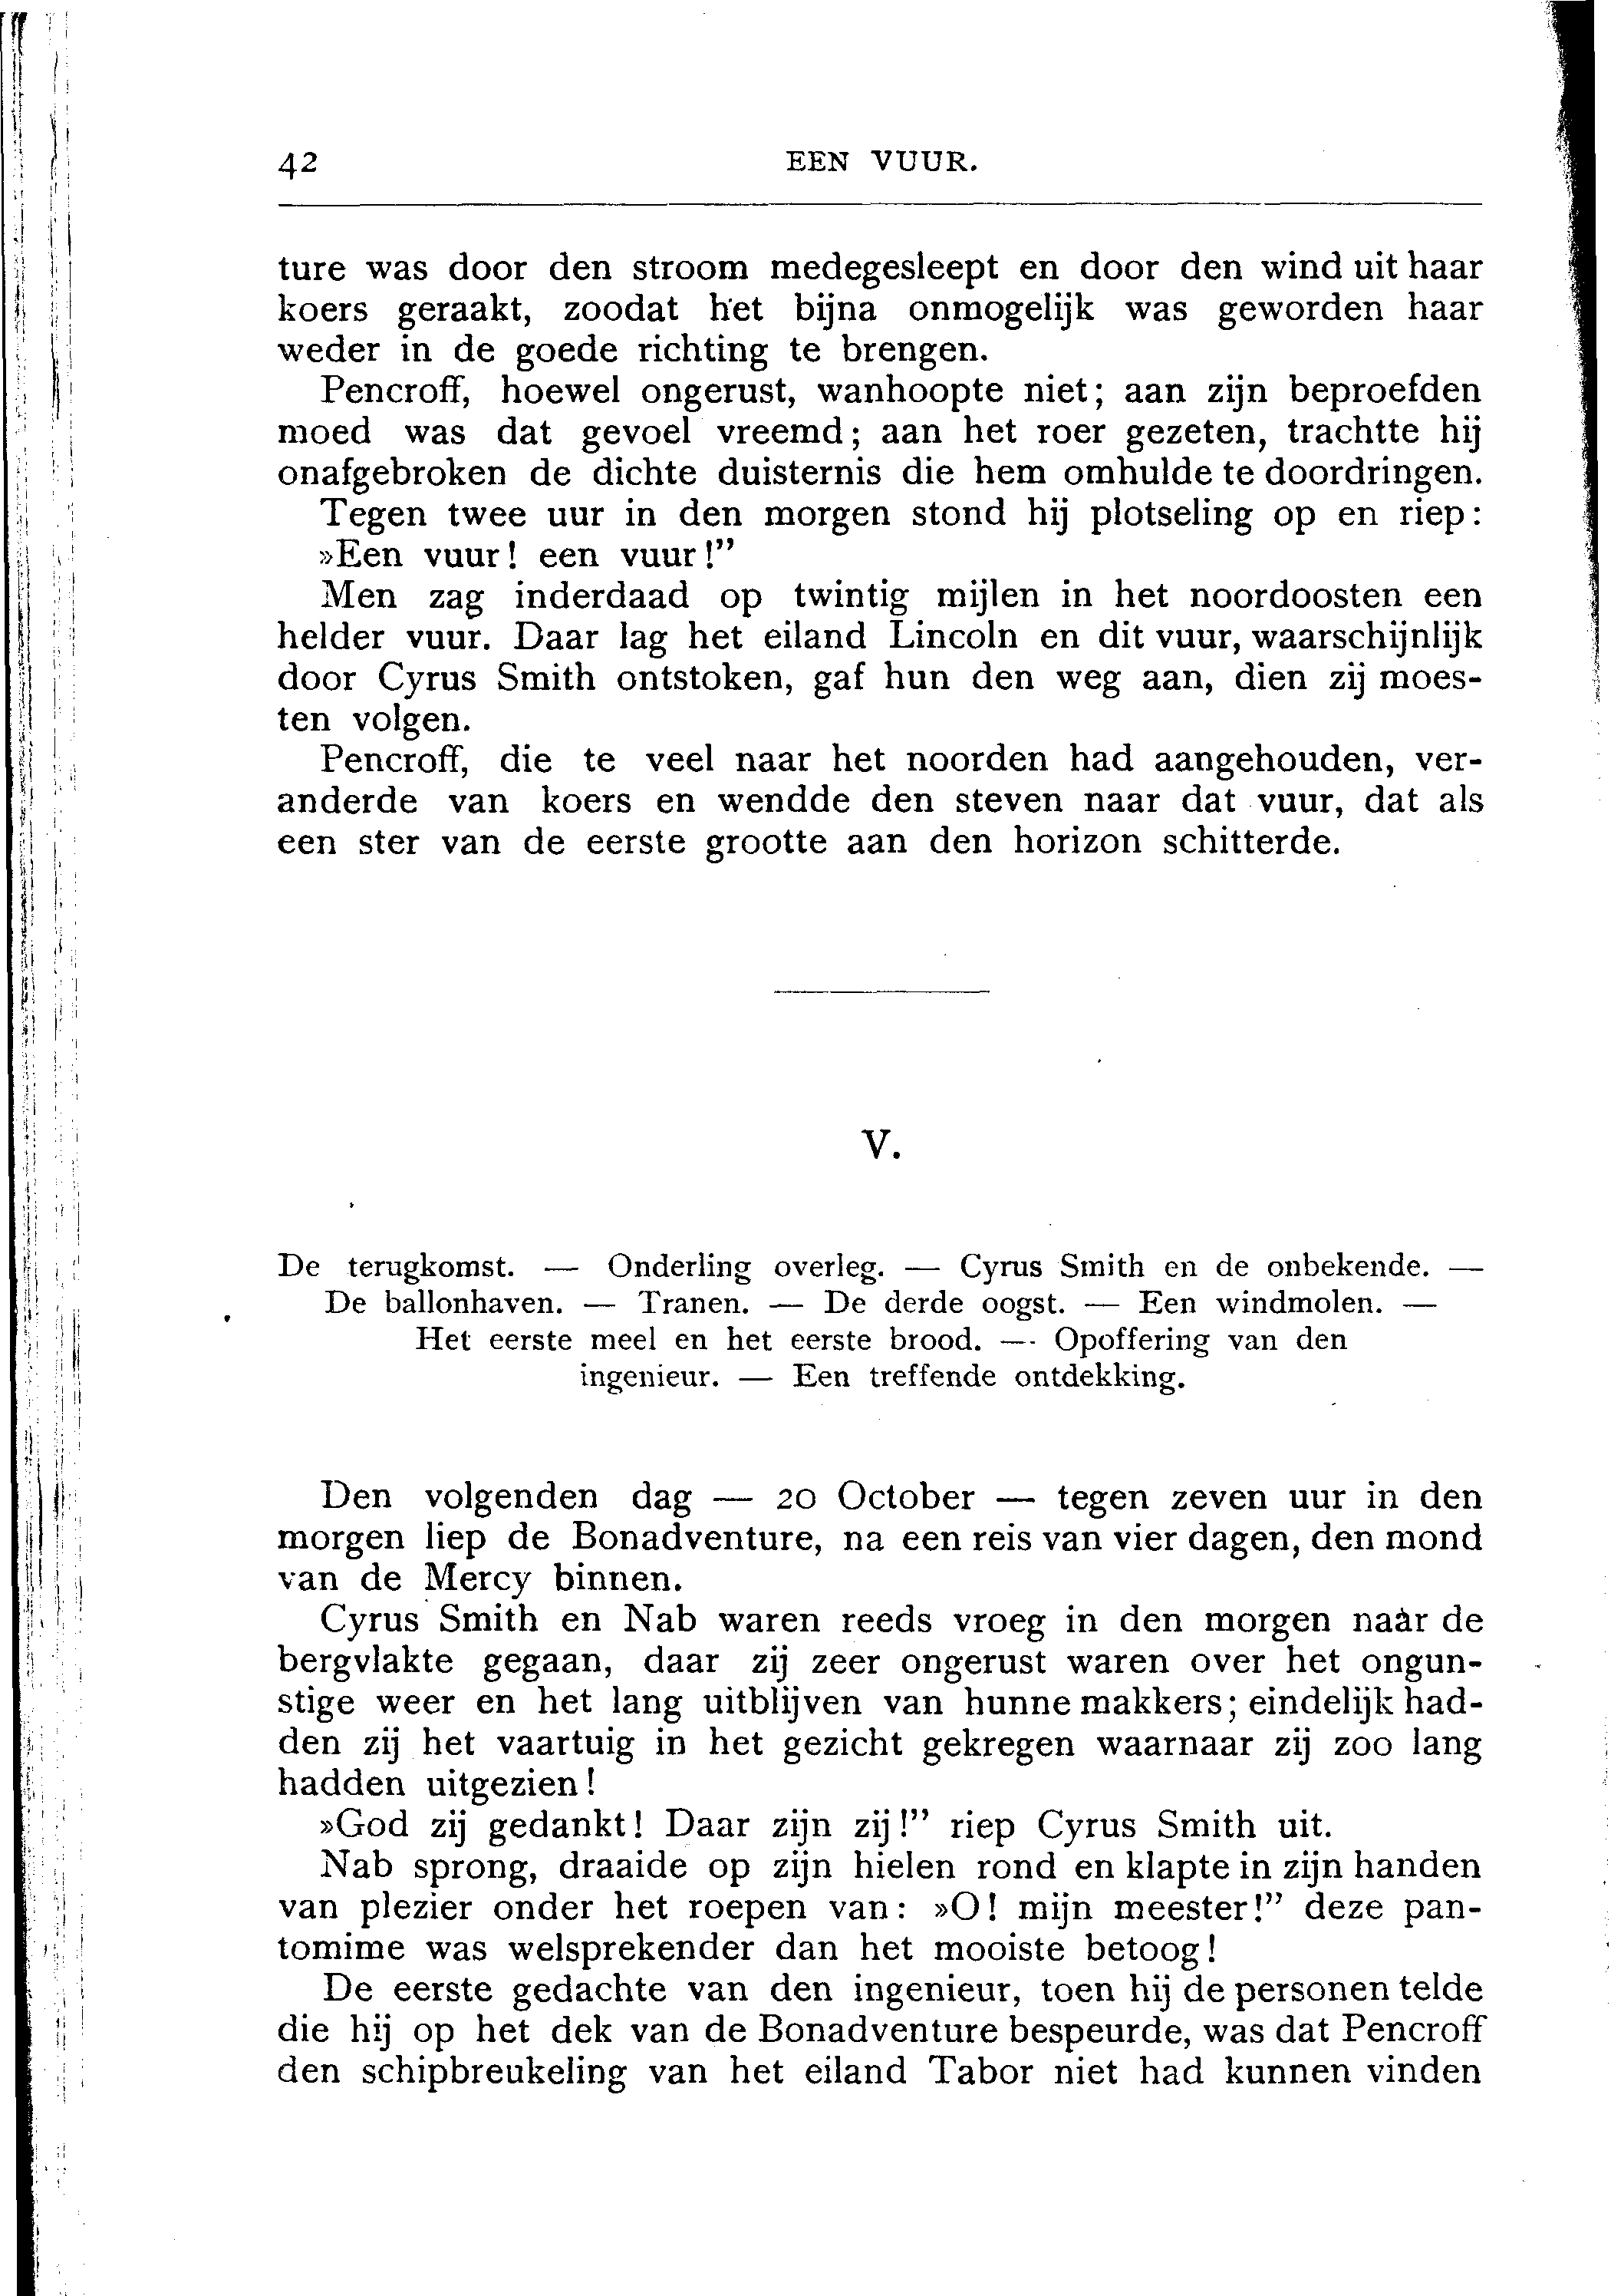 42 EEN VUUR.
ture was door den stroom medegesleept en door den wind uit haar
koers geraakt, zoodat het bijna onmogelijk was geworden haar
weder in de goede richting te brengen.
Pencroff, hoewel ongerust, wanhoopte niet; aan zijn beproefden
moed was dat gevoel vreemd; aan het roer gezeten, trachtte hij
onafgebroken de dichte duisternis die hem omhulde te doordringen.
Tegen twee uur in den morgen stond hij plotseling op en riep:
»Een vuur! een vuur!”
Men zag inderdaad op twintig mijlen in het noordoosten een
helder vuur. Daar lag het eiland Lincoln en dit vuur, waarschijnlijk
door Cyrus Smith ontstoken, gaf hun den weg aan, dien zij moes-
ten volgen.
Pencroff, die te veel naar het noorden had aangehouden, ver-
anderde van koers en wendde den steven naar dat vuur, dat als
een ster van de eerste grootte aan den horizon schitterde.
V.
De terugkomst. — Onderling overleg. — Cyrus Smith en de onbekende. —
De ballonhaven. — Tranen. — De derde oogst. — Een windmolen. —
Het eerste meel en het eerste brood. — Opoffering van den
ingenieur. — Een treffende ontdekking.
Den volgenden dag — 20 October — tegen zeven uur in den
morgen liep de Bonadventure, na een reis van vier dagen, den mond
van de Mercy binnen.
Cyrus Smith en Nab waren reeds vroeg in den morgen naar de
bergvlakte gegaan, daar zij zeer ongerust waren over het ongun-
stige weer en het lang uitblijven van hunne makkers; eindelijk had-
den zij het vaartuig in het gezicht gekregen waarnaar zij zoo lang
hadden uitgezien!
»God zij gedankt! Daar zijn zij!” riep Cyrus Smith uit.
Nab sprong, draaide op zijn hielen rond en klapte in zijn handen
van plezier onder het roepen van: »O! mijn meester!” deze pan-
tomime was welsprekender dan het mooiste betoog!
De eerste gedachte van den ingenieur, toen hij de personen telde
die hij op het dek van de Bonadventure bespeurde, was dat Pencroff
den schipbreukeling van het eiland Tabor niet had kunnen vinden